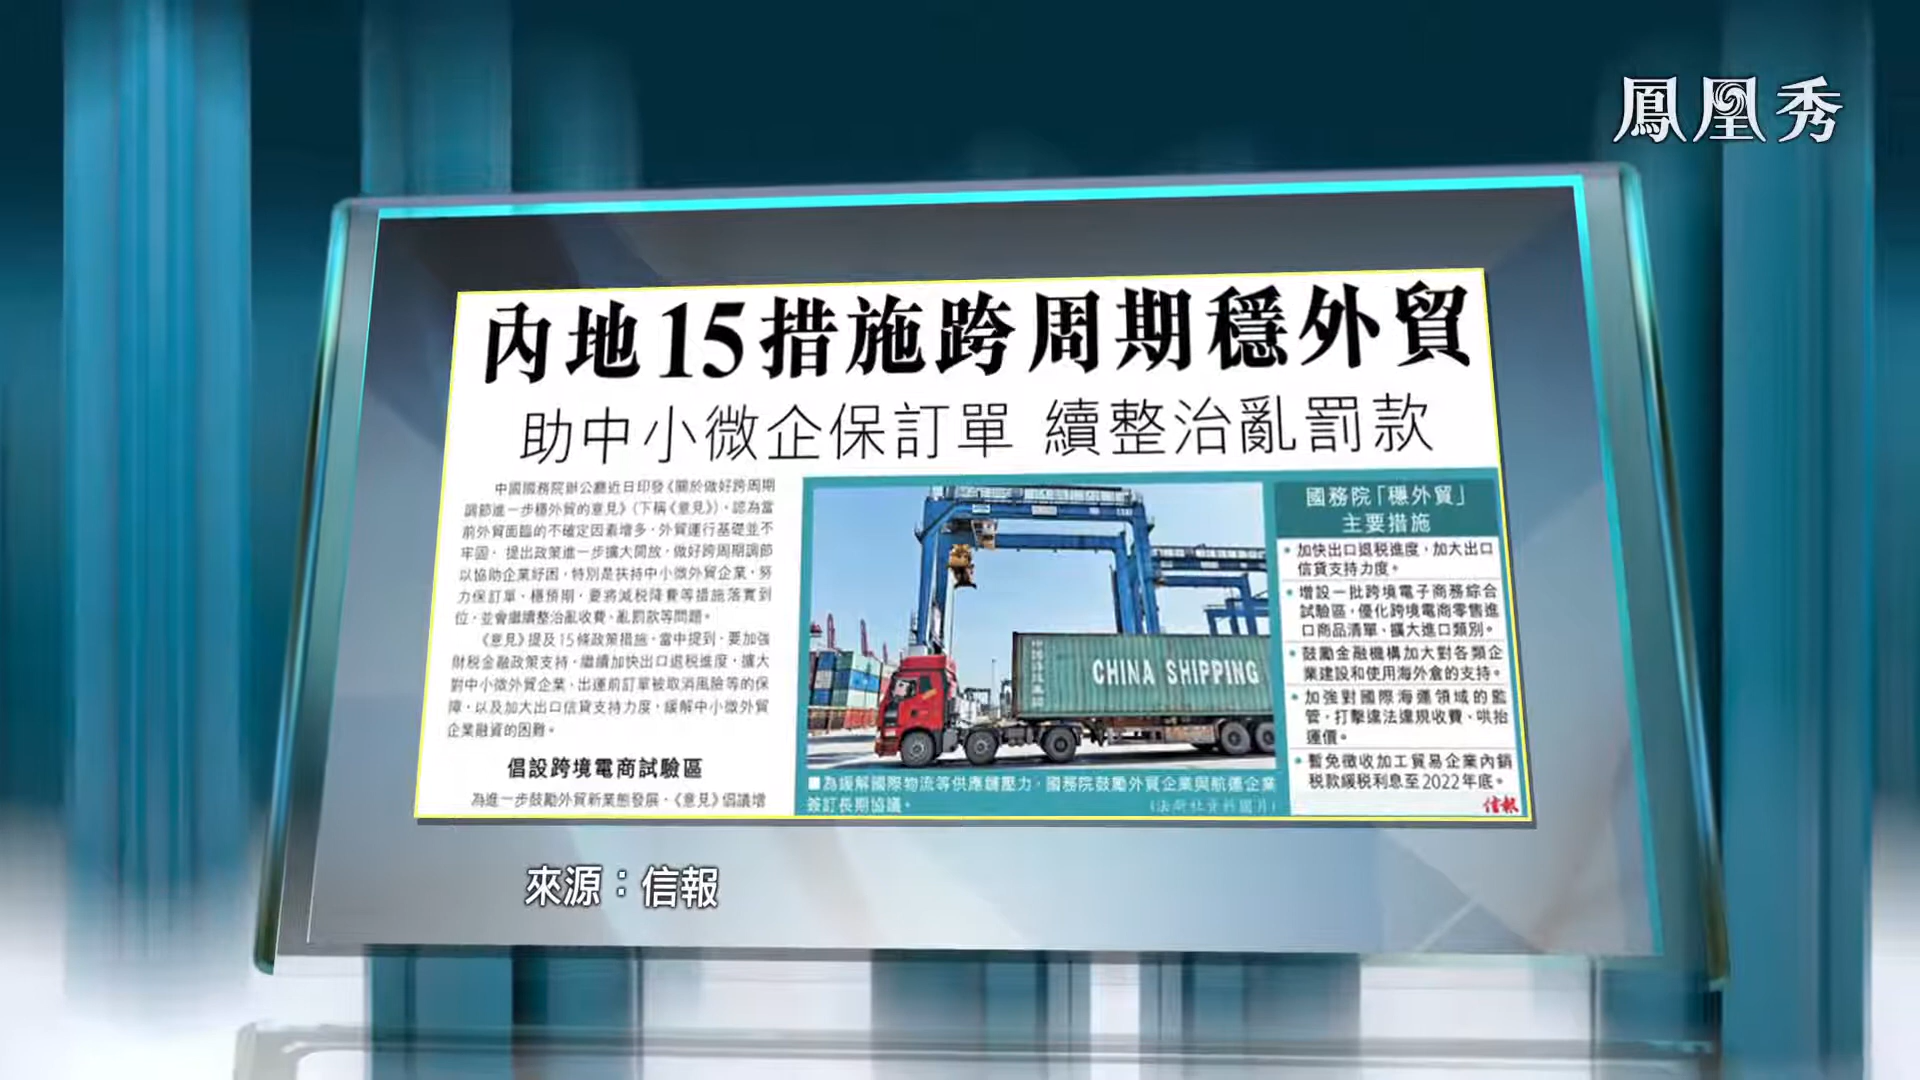 鳳凰秀
內地15措施跨周期穩外貿
助中小微企保訂單 續整治亂罰款
中國國務院辦公廳近日印發《關於做好跨周期
調節進一步穩外貿的意見》(下稱《意見》)，認為當
前外貿面臨的不確定因素增多，外貿運行基礎並不
牢固，提出政策進一步擴大開放，做好跨周期調節
以協助企業紓困，特別是扶持中小微外貿企業，努
力保訂單、穩預期，要將減稅降費等措施落實到
位，並會繼續整治亂收費、亂罰款等問題。
《意見》提及15條政策措施，當中提到，要加強
財稅金融政策支持，繼續加快出口退稅進度，擴大
對中小微外貿企業、出運前訂單被取消風險等的保
障，以及加大出口信貸支持力度，緩解中小微外貿
企業融資的困難。
倡設跨境電商試驗區
為進一步鼓勵外貿新業態發展，《意見》倡議增
CHINA SHIPPING
■為緩解國際物流等供應鏈壓力，國務院鼓勵外貿企業與航運企業
簽訂長期協議。
(法新社資料圖片)
國務院「穩外貿」
主要措施
•加快出口退稅進度，加大出口
信貸支持力度。
•增設一批跨境電子商務綜合
試驗區，優化跨境電商零售進
口商品清單、擴大進口類別。
•鼓勵金融機構加大對各類企
業建設和使用海外倉的支持。
•加強對國際海運領域的監
管，打擊違法違規收費、哄抬
運價。
•暫免徵收加工貿易企業內銷
稅款緩稅利息至2022年底。
信報
來源：信報